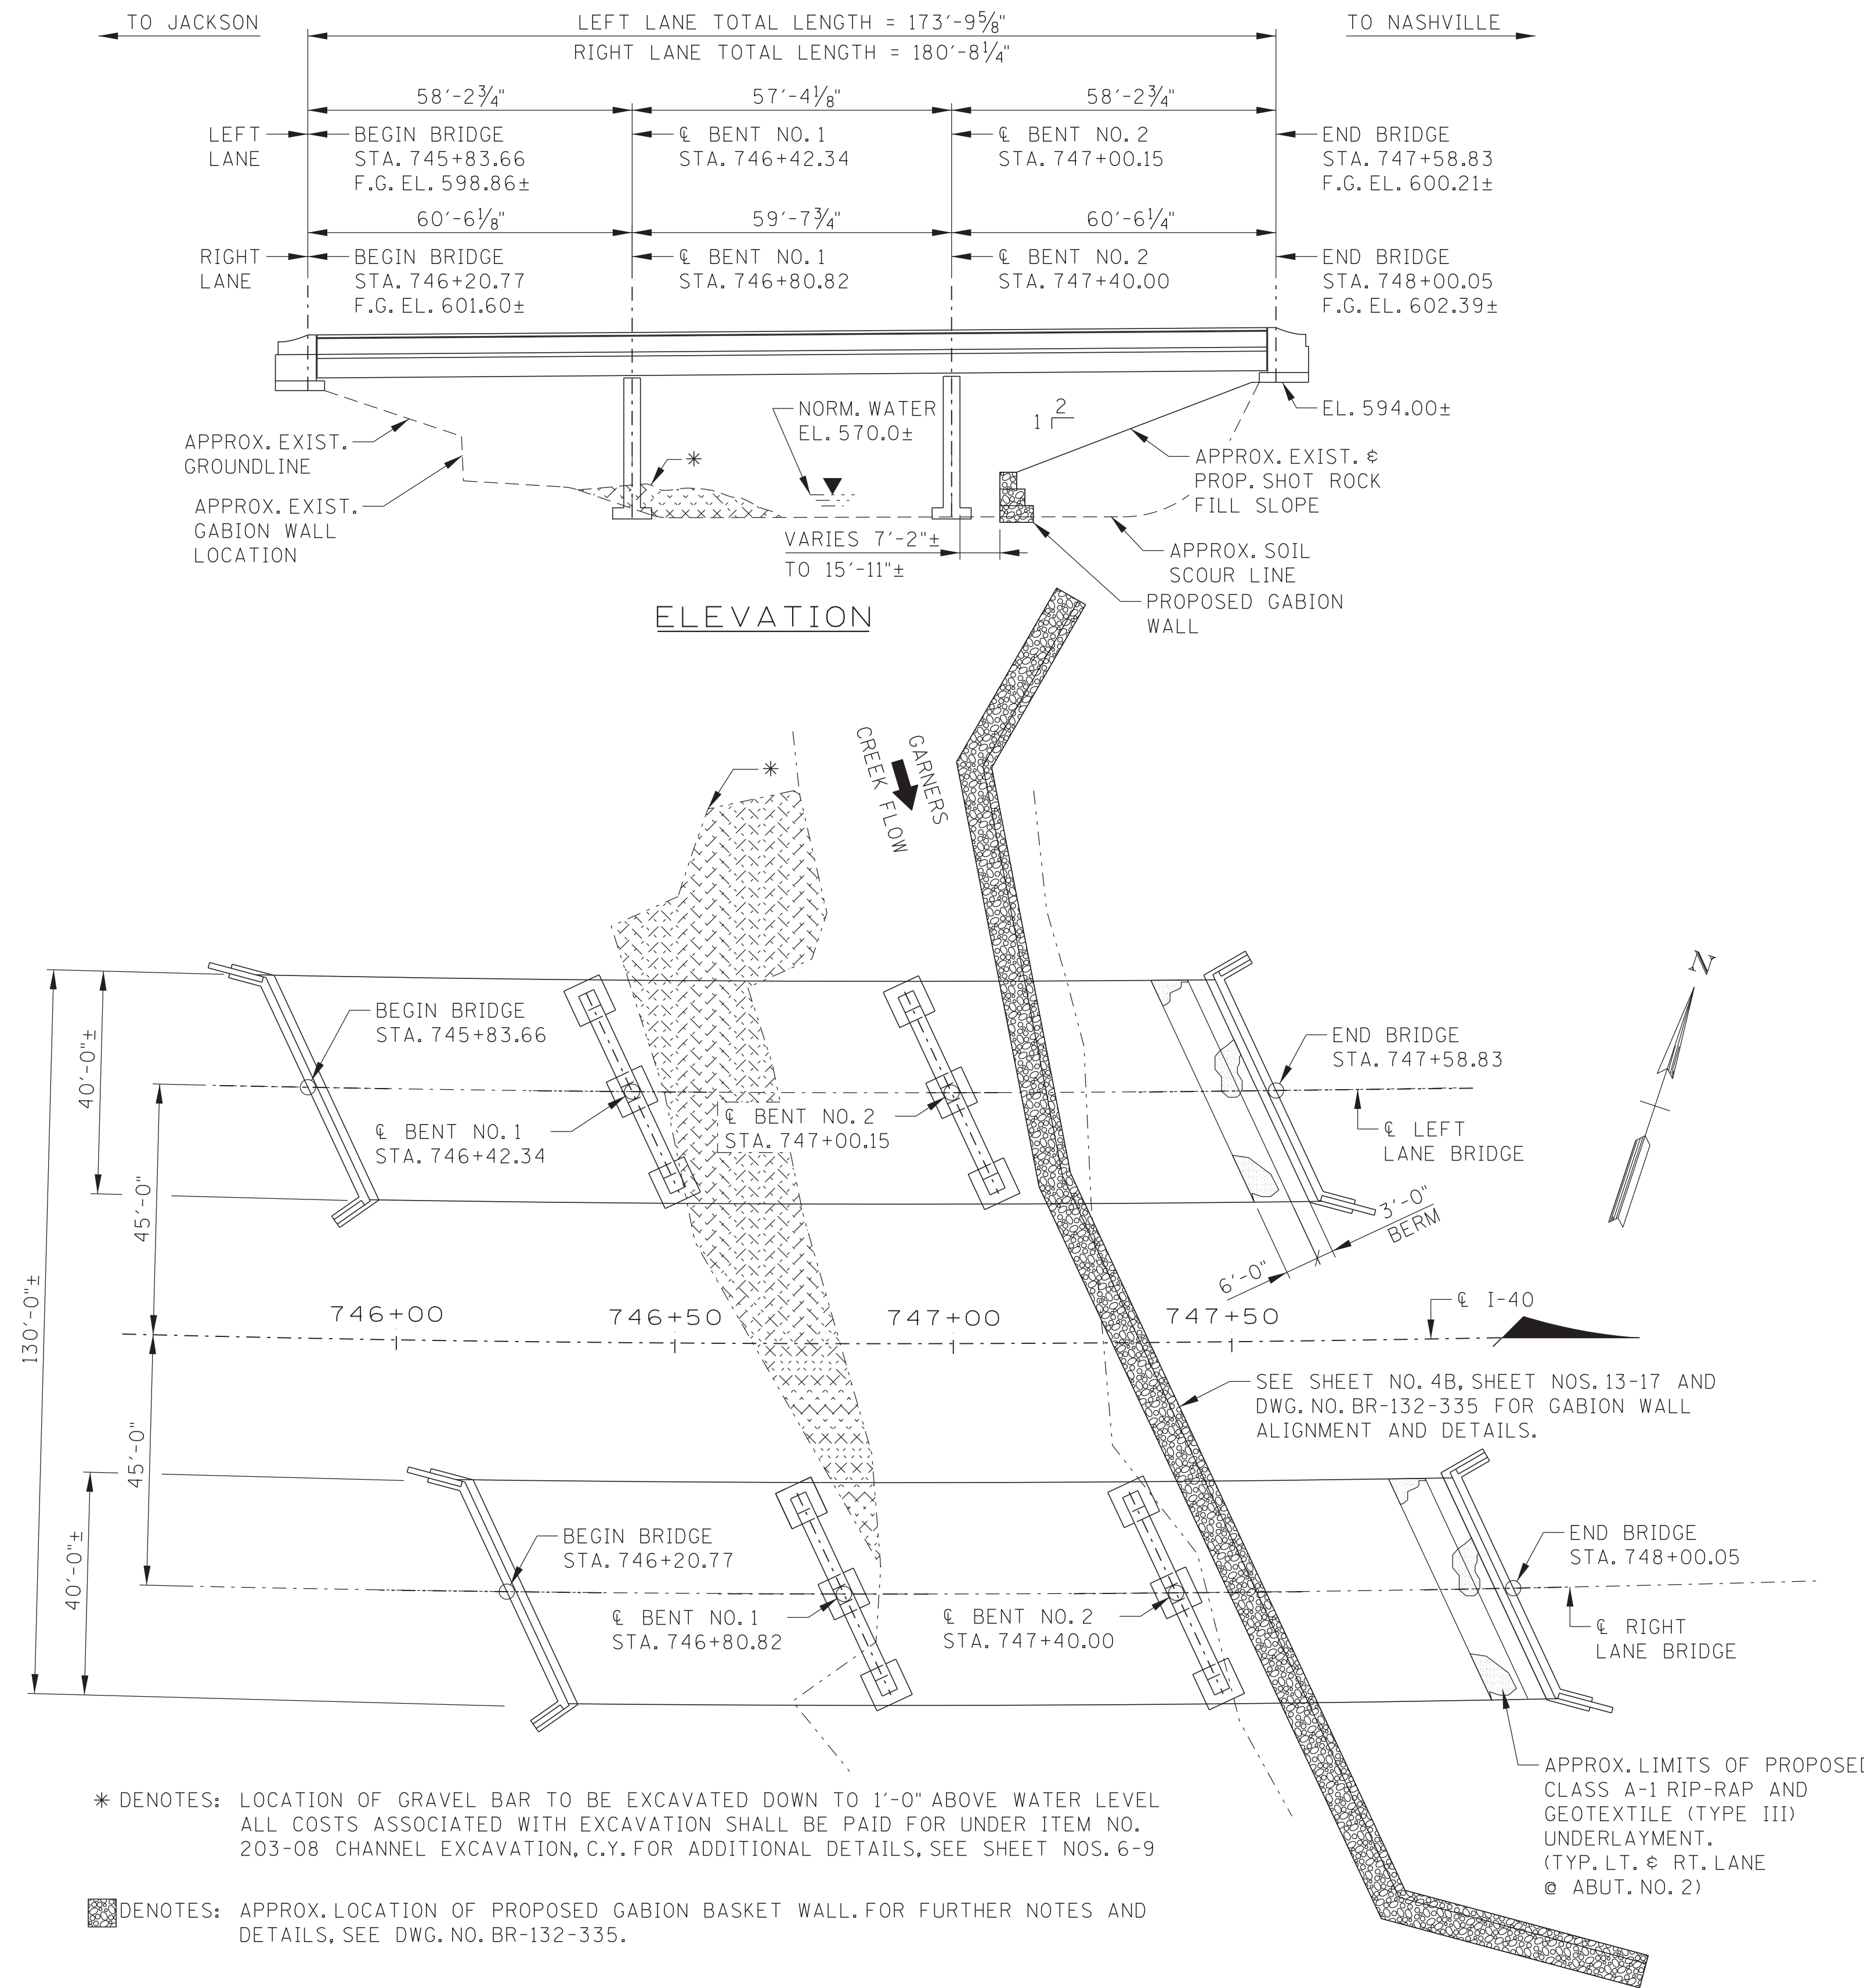 TO JACKSON
LEFT LANE TOTAL LENGTH = 173′-9⅝"
RIGHT LANE TOTAL LENGTH = 180′-8¼"
TO NASHVILLE
58′-2¾"
57′-4⅛"
58′-2¾"
LEFT
LANE
BEGIN BRIDGE
STA. 745+83.66
F.G. EL. 598.86±
℄ BENT NO. 1
STA. 746+42.34
℄ BENT NO. 2
STA. 747+00.15
END BRIDGE
STA. 747+58.83
F.G. EL. 600.21±
60′-6⅛"
59′-7¾"
60′-6¼"
RIGHT
LANE
BEGIN BRIDGE
STA. 746+20.77
F.G. EL. 601.60±
℄ BENT NO. 1
STA. 746+80.82
℄ BENT NO. 2
STA. 747+40.00
END BRIDGE
STA. 748+00.05
F.G. EL. 602.39±
APPROX. EXIST.
GROUNDLINE
APPROX. EXIST.
GABION WALL
LOCATION
*
NORM. WATER
EL. 570.0±
2
1
EL. 594.00±
APPROX. EXIST. &
PROP. SHOT ROCK
FILL SLOPE
VARIES 7′-2"±
TO 15′-11"±
APPROX. SOIL
SCOUR LINE
PROPOSED GABION
WALL
ELEVATION
*
GARNERS
CREEK FLOW
N
BEGIN BRIDGE
STA. 745+83.66
END BRIDGE
STA. 747+58.83
40′-0"±
℄ BENT NO. 1
STA. 746+42.34
℄ BENT NO. 2
STA. 747+00.15
℄ LEFT
LANE BRIDGE
45′-0"
3′-0"
BERM
6′-0"
130′-0"±
746+00
746+50
747+00
747+50
℄ I-40
SEE SHEET NO. 4B, SHEET NOS. 13-17 AND
DWG. NO. BR-132-335 FOR GABION WALL
ALIGNMENT AND DETAILS.
45′-0"
40′-0"±
BEGIN BRIDGE
STA. 746+20.77
END BRIDGE
STA. 748+00.05
℄ BENT NO. 1
STA. 746+80.82
℄ BENT NO. 2
STA. 747+40.00
℄ RIGHT
LANE BRIDGE
APPROX. LIMITS OF PROPOSED
CLASS A-1 RIP-RAP AND
GEOTEXTILE (TYPE III)
UNDERLAYMENT.
(TYP. LT. & RT. LANE
@ ABUT. NO. 2)
* DENOTES: LOCATION OF GRAVEL BAR TO BE EXCAVATED DOWN TO 1′-0" ABOVE WATER LEVEL
ALL COSTS ASSOCIATED WITH EXCAVATION SHALL BE PAID FOR UNDER ITEM NO.
203-08 CHANNEL EXCAVATION, C.Y. FOR ADDITIONAL DETAILS, SEE SHEET NOS. 6-9
DENOTES: APPROX. LOCATION OF PROPOSED GABION BASKET WALL. FOR FURTHER NOTES AND
DETAILS, SEE DWG. NO. BR-132-335.